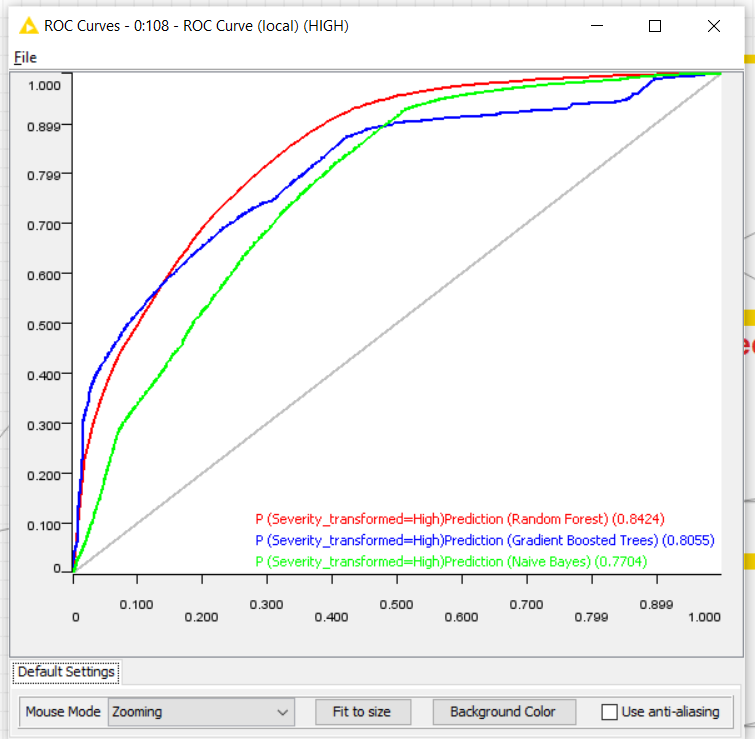 ROC Curves - 0:108 - ROC Curve (local) (HIGH)
File
1.000
0.899
0.799
0.700
0.600
0.500
0.400
0.300
0.200
0.100
0
P (Severity_transformed=High)Prediction (Random Forest) (0.8424)
P (Severity_transformed=High)Prediction (Gradient Boosted Trees) (0.8055)
P (Severity_transformed=High)Prediction (Naive Bayes) (0.7704)
0.100 0.300 0.500 0.700 0.899
0 0.200 0.400 0.600 0.799 1.000
Default Settings
Mouse Mode Zooming Fit to size Background Color Use anti-aliasing